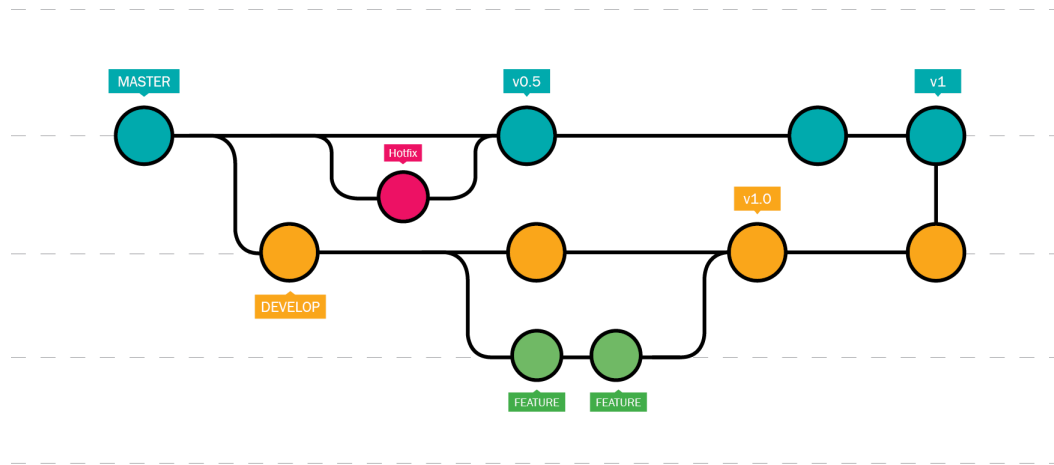 MASTER
v0.5
v1
Hotfix
v1.0
DEVELOP
FEATURE
FEATURE